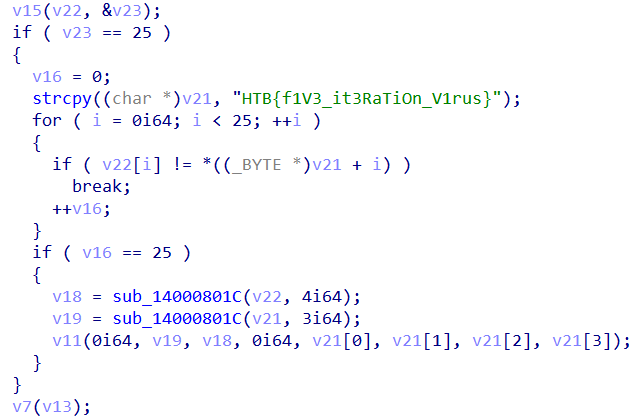 v15(v22, &v23);
if ( v23 == 25 )
{
v16 = 0;
strcpy((char *)v21, "HTB{f1V3_it3RaTiOn_V1rus}");
for ( i = 0i64; i < 25; ++i )
{
if ( v22[i] != *((_BYTE *)v21 + i) )
break;
++v16;
}
if ( v16 == 25 )
{
v18 = sub_14000801C(v22, 4i64);
v19 = sub_14000801C(v21, 3i64);
v11(0i64, v19, v18, 0i64, v21[0], v21[1], v21[2], v21[3]);
}
}
v7(v13);